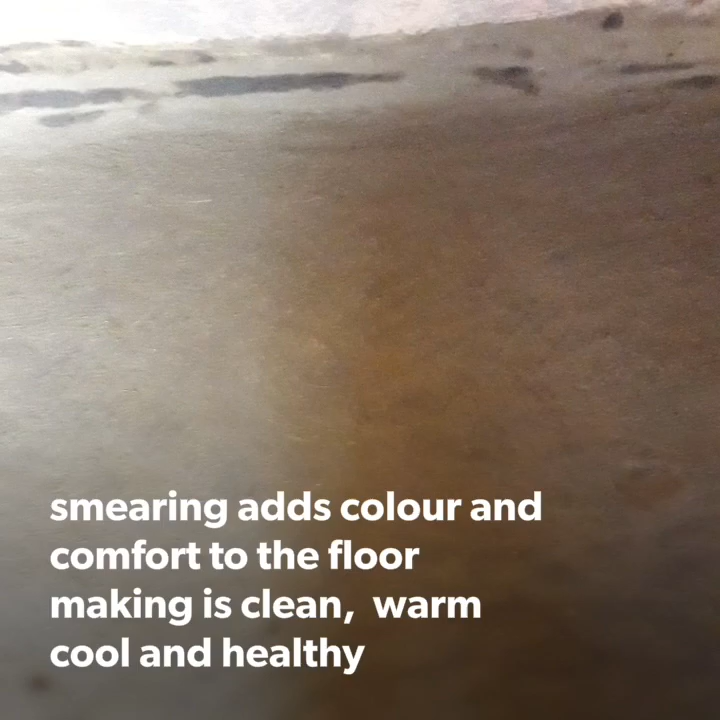 smearing adds colour and
comfort to the floor
making is clean,  warm
cool and healthy